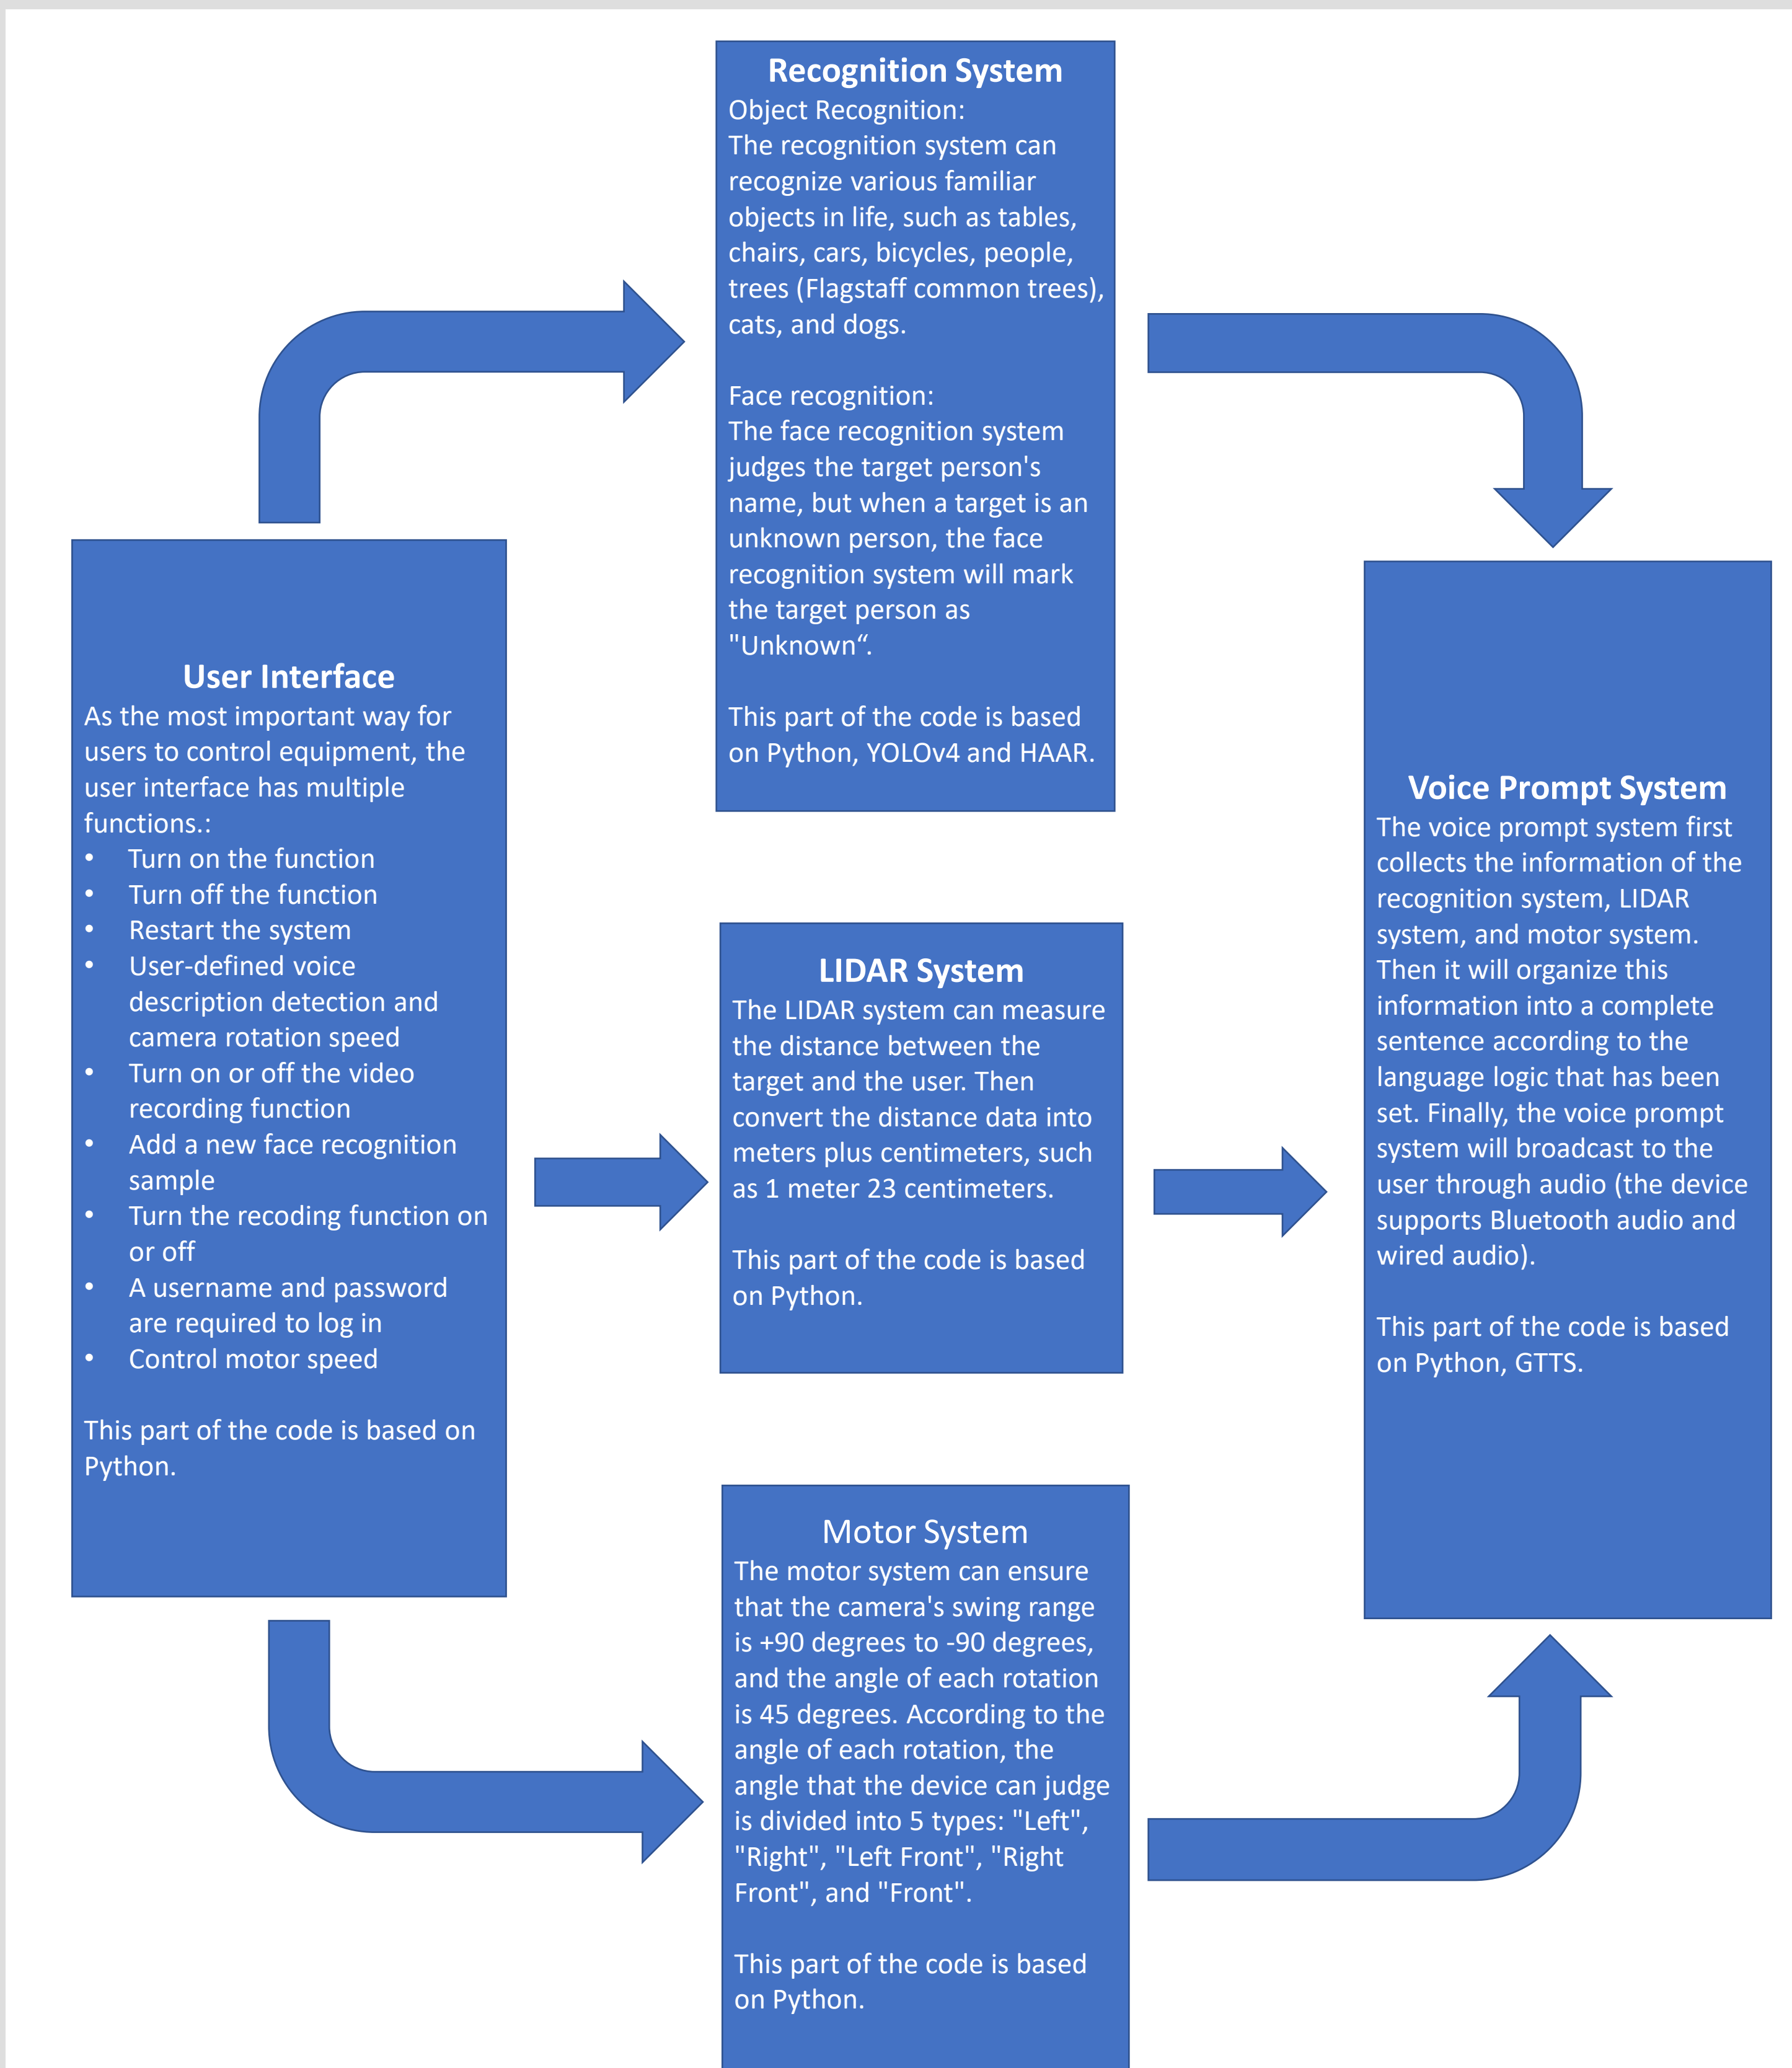 Recognition System
Object Recognition:
The recognition system can
recognize various familiar
objects in life, such as tables,
chairs, cars, bicycles, people,
trees (Flagstaff common trees),
cats, and dogs.
Face recognition:
The face recognition system
judges the target person's
name, but when a target is an
unknown person, the face
recognition system will mark
the target person as
"Unknown“.
This part of the code is based
on Python, YOLOv4 and HAAR.
User Interface
As the most important way for
users to control equipment, the
user interface has multiple
functions.:
• Turn on the function
• Turn off the function
• Restart the system
• User-defined voice
description detection and
camera rotation speed
• Turn on or off the video
recording function
• Add a new face recognition
sample
• Turn the recoding function on
or off
• A username and password
are required to log in
• Control motor speed
This part of the code is based on
Python.
LIDAR System
The LIDAR system can measure
the distance between the
target and the user. Then
convert the distance data into
meters plus centimeters, such
as 1 meter 23 centimeters.
This part of the code is based
on Python.
Motor System
The motor system can ensure
that the camera's swing range
is +90 degrees to -90 degrees,
and the angle of each rotation
is 45 degrees. According to the
angle of each rotation, the
angle that the device can judge
is divided into 5 types: "Left",
"Right", "Left Front", "Right
Front", and "Front".
This part of the code is based
on Python.
Voice Prompt System
The voice prompt system first
collects the information of the
recognition system, LIDAR
system, and motor system.
Then it will organize this
information into a complete
sentence according to the
language logic that has been
set. Finally, the voice prompt
system will broadcast to the
user through audio (the device
supports Bluetooth audio and
wired audio).
This part of the code is based
on Python, GTTS.